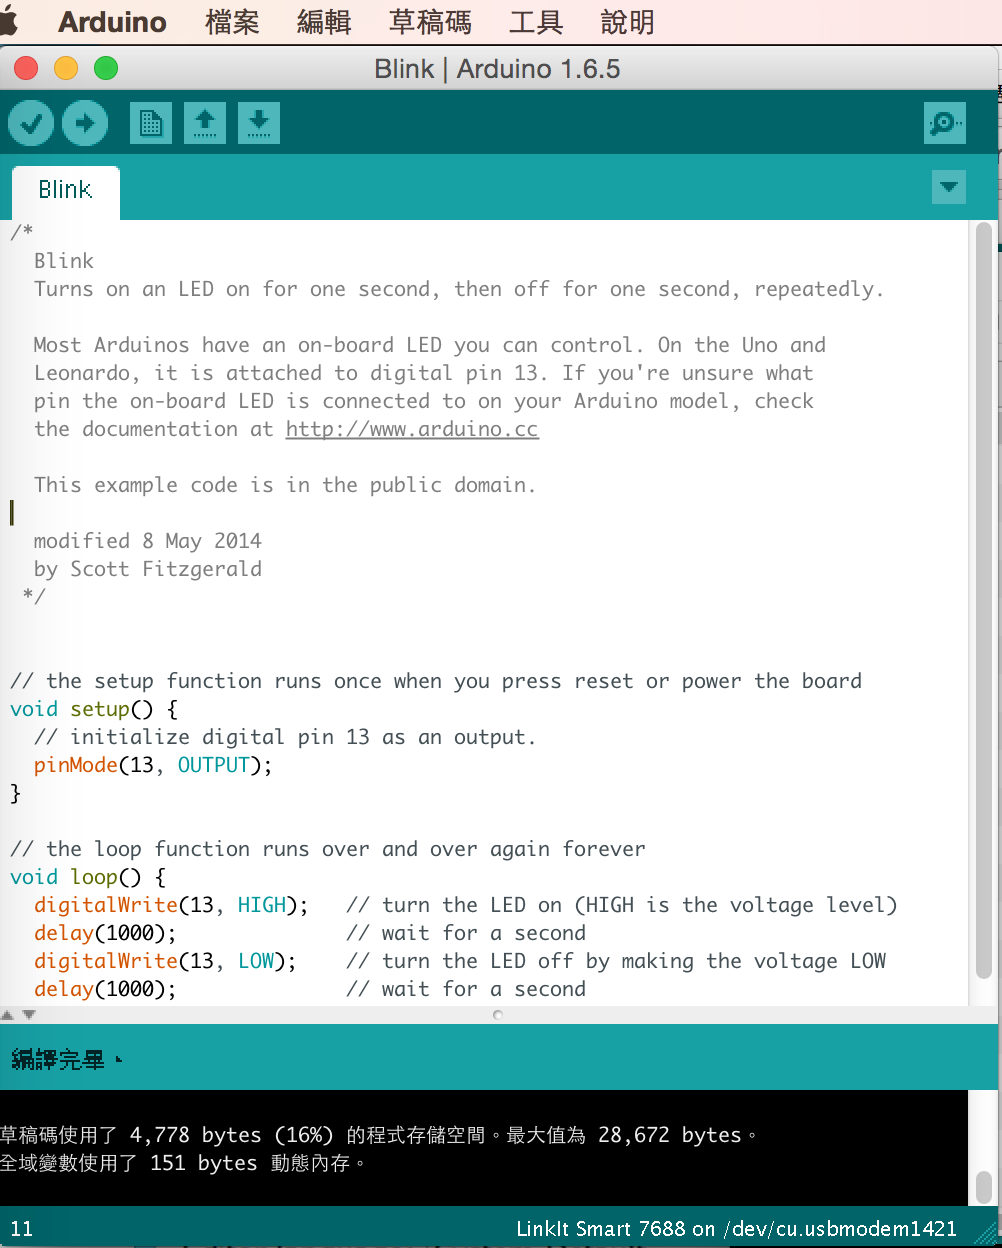 Arduino 檔案 編輯 草稿碼 工具 說明
Blink | Arduino 1.6.5
Blink
/*
Blink
Turns on an LED on for one second, then off for one second, repeatedly.
Most Arduinos have an on-board LED you can control. On the Uno and
Leonardo, it is attached to digital pin 13. If you're unsure what
pin the on-board LED is connected to on your Arduino model, check
the documentation at http://www.arduino.cc
This example code is in the public domain.
modified 8 May 2014
by Scott Fitzgerald
*/
// the setup function runs once when you press reset or power the board
void setup() {
// initialize digital pin 13 as an output.
pinMode(13, OUTPUT);
}
// the loop function runs over and over again forever
void loop() {
digitalWrite(13, HIGH); // turn the LED on (HIGH is the voltage level)
delay(1000); // wait for a second
digitalWrite(13, LOW); // turn the LED off by making the voltage LOW
delay(1000); // wait for a second
編譯完畢。
草稿碼使用了 4,778 bytes (16%) 的程式存儲空間。最大值為 28,672 bytes。
全域變數使用了 151 bytes 動態內存。
11 LinkIt Smart 7688 on /dev/cu.usbmodem1421